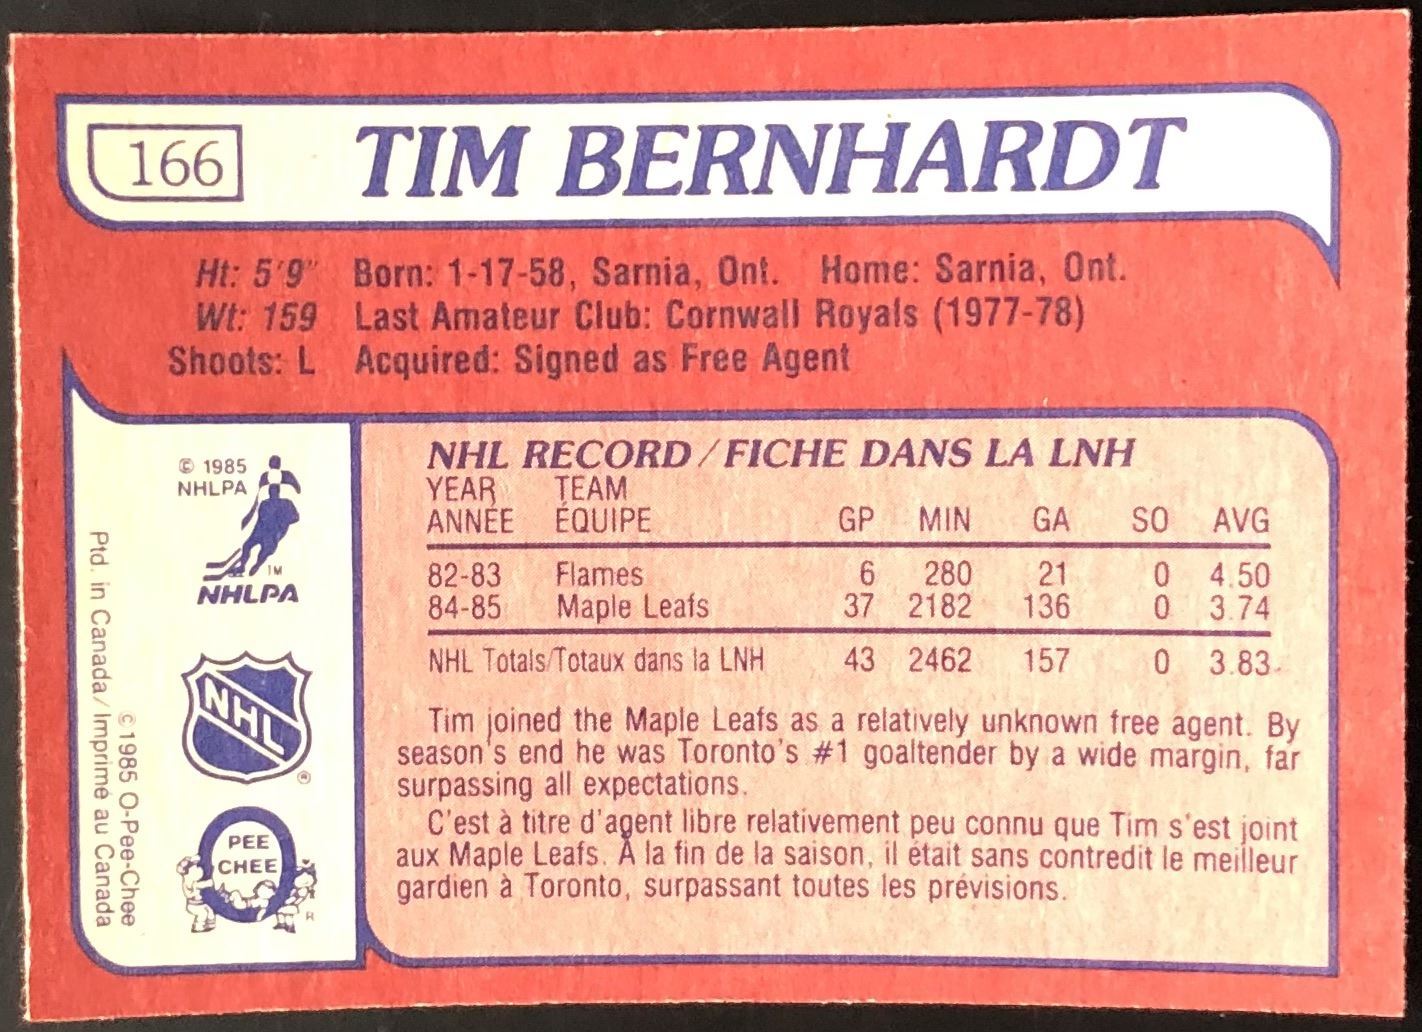 166
TIM BERNHARDT
Ht: 5'9" Born: 1-17-58, Sarnia, Ont. Home: Sarnia, Ont.
Wt: 159 Last Amateur Club: Cornwall Royals (1977-78)
Shoots: L Acquired: Signed as Free Agent
© 1985
NHLPA
TM
NHLPA
NHL
®
PEE
CHEE
R
© 1985 O-Pee-Chee
Ptd. in Canada/ Imprimé au Canada
NHL RECORD/FICHE DANS LA LNH
YEAR TEAM
ANNÉE ÉQUIPE GP MIN GA SO AVG
82-83 Flames 6 280 21 0 4.50
84-85 Maple Leafs 37 2182 136 0 3.74
NHL Totals/Totaux dans la LNH 43 2462 157 0 3.83
Tim joined the Maple Leafs as a relatively unknown free agent. By
season's end he was Toronto's #1 goaltender by a wide margin, far
surpassing all expectations.
C'est à titre d'agent libre relativement peu connu que Tim s'est joint
aux Maple Leafs. À la fin de la saison, il était sans contredit le meilleur
gardien à Toronto, surpassant toutes les prévisions.